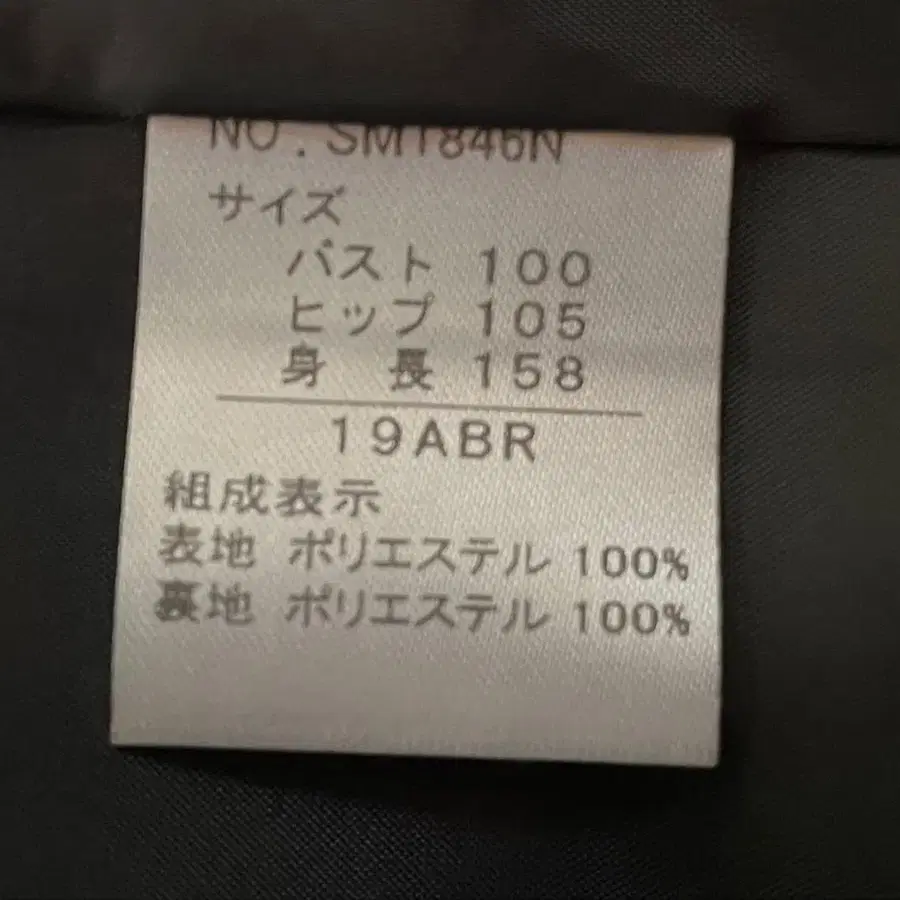 NO.SM1846N
サイズ
バスト 100
ヒップ 105
身 長 158
19ABR
組成表示
表地 ポリエステル 100%
裏地 ポリエステル 100%